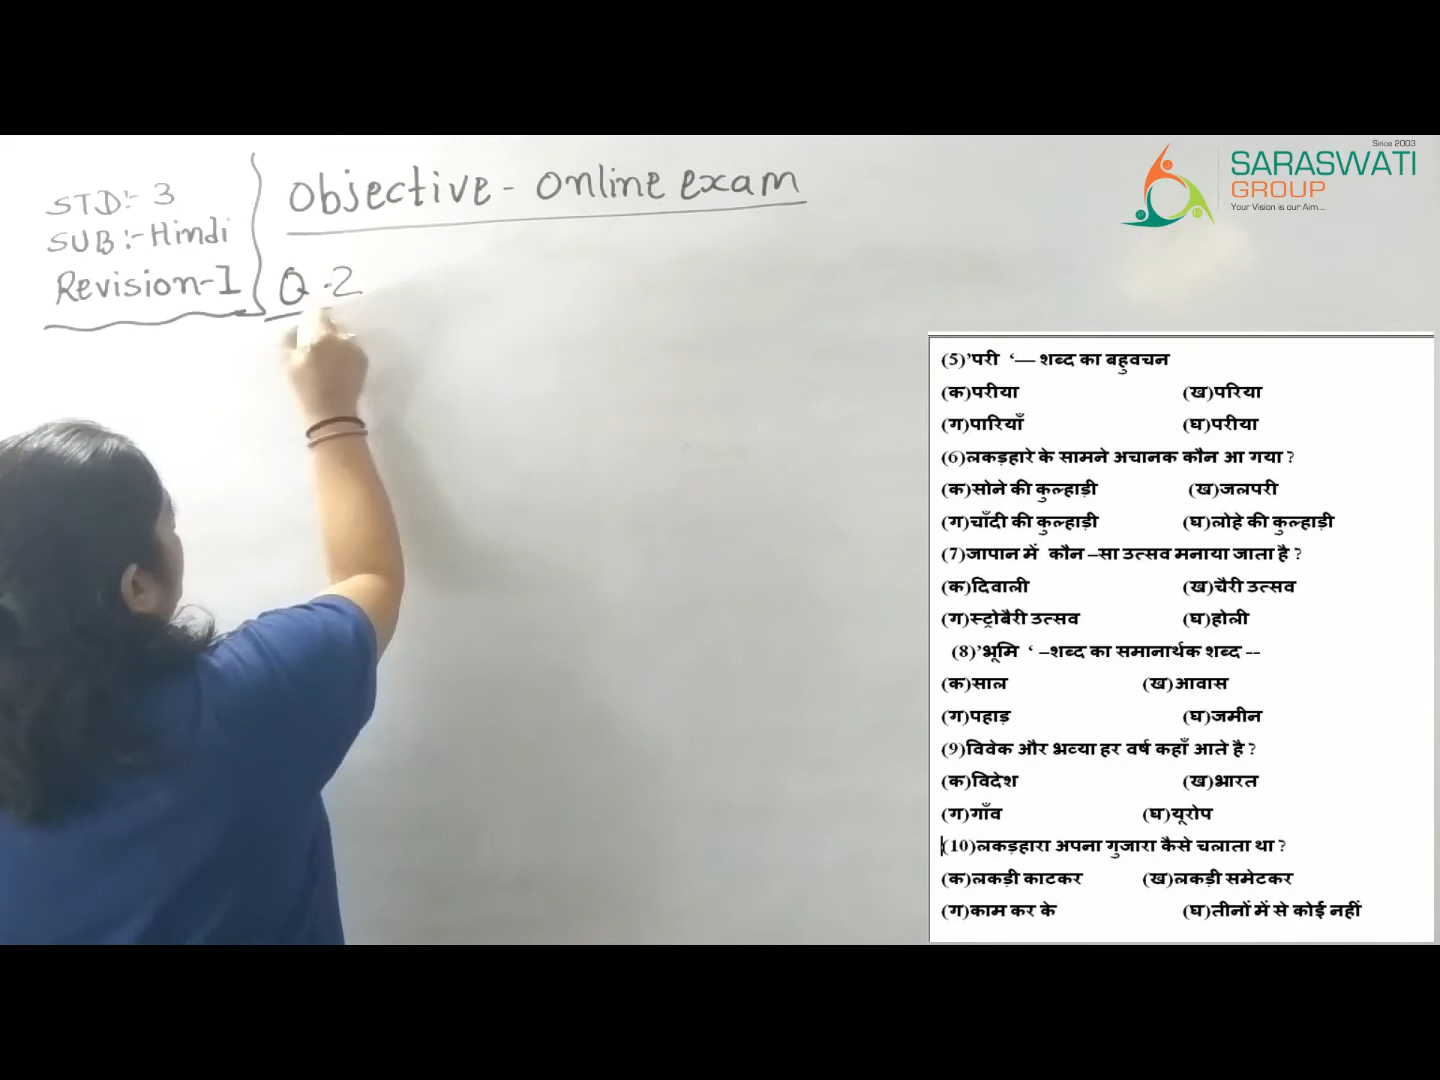 STD:- 3
SUB:- Hindi
Revision-1
Objective - Online exam
Q.2
Since 2003
SARASWATI
GROUP
Your Vision is our Aim....
(5)’परी ‘— शब्द का बहुवचन
(क)परीया (ख)परिया
(ग)पारियाँ (घ)परीया
(6)लकड़हारे के सामने अचानक कौन आ गया ?
(क)सोने की कुल्हाड़ी (ख)जलपरी
(ग)चाँदी की कुल्हाड़ी (घ)लोहे की कुल्हाड़ी
(7)जापान में कौन –सा उत्सव मनाया जाता है ?
(क)दिवाली (ख)चैरी उत्सव
(ग)स्ट्रोबैरी उत्सव (घ)होली
(8)’भूमि ‘ –शब्द का समानार्थक शब्द --
(क)साल (ख)आवास
(ग)पहाड़ (घ)जमीन
(9)विवेक और भव्या हर वर्ष कहाँ आते है ?
(क)विदेश (ख)भारत
(ग)गाँव (घ)यूरोप
(10)लकड़हारा अपना गुजारा कैसे चलाता था ?
(क)लकड़ी काटकर (ख)लकड़ी समेटकर
(ग)काम कर के (घ)तीनों में से कोई नहीं